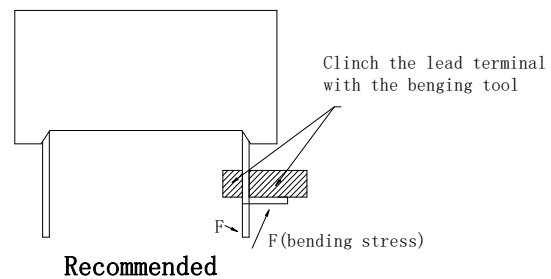 Clinch the lead terminal
with the benging tool
F
F(bending stress)
Recommended